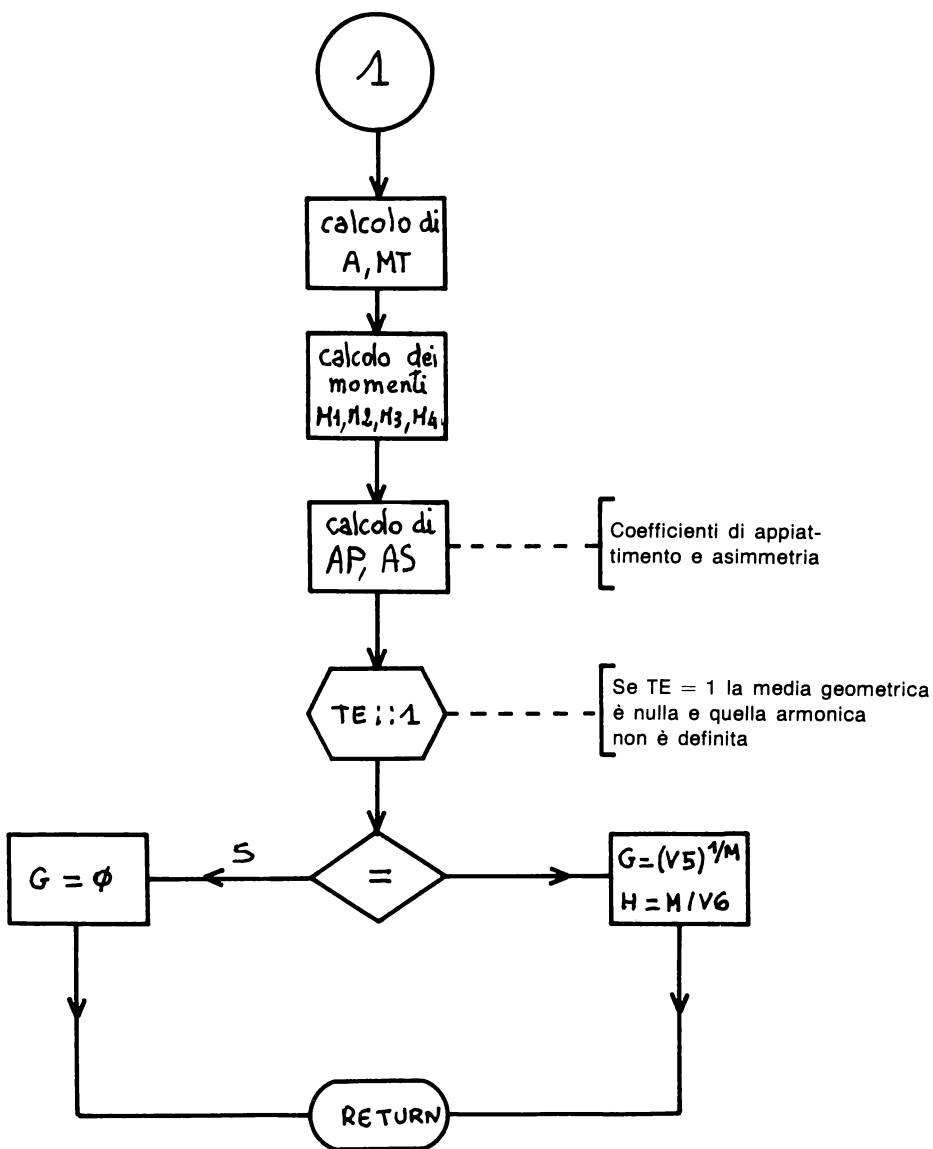 1
calcolo di
A, MT
calcolo dei
momenti
M1, M2, M3, M4.
calcolo di
AP, AS
Coefficienti di appiat-
timento e asimmetria
TE::1
Se TE = 1 la media geometrica
è nulla e quella armonica
non è definita
S
=
G = φ
G=(V5)^1/M
H = M/V6
RETURN